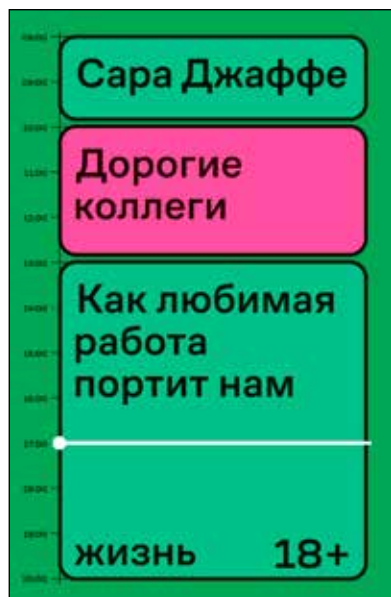 Сара Джаффе
Дорогие
коллеги
Как любимая
работа
портит нам
жизнь 18+